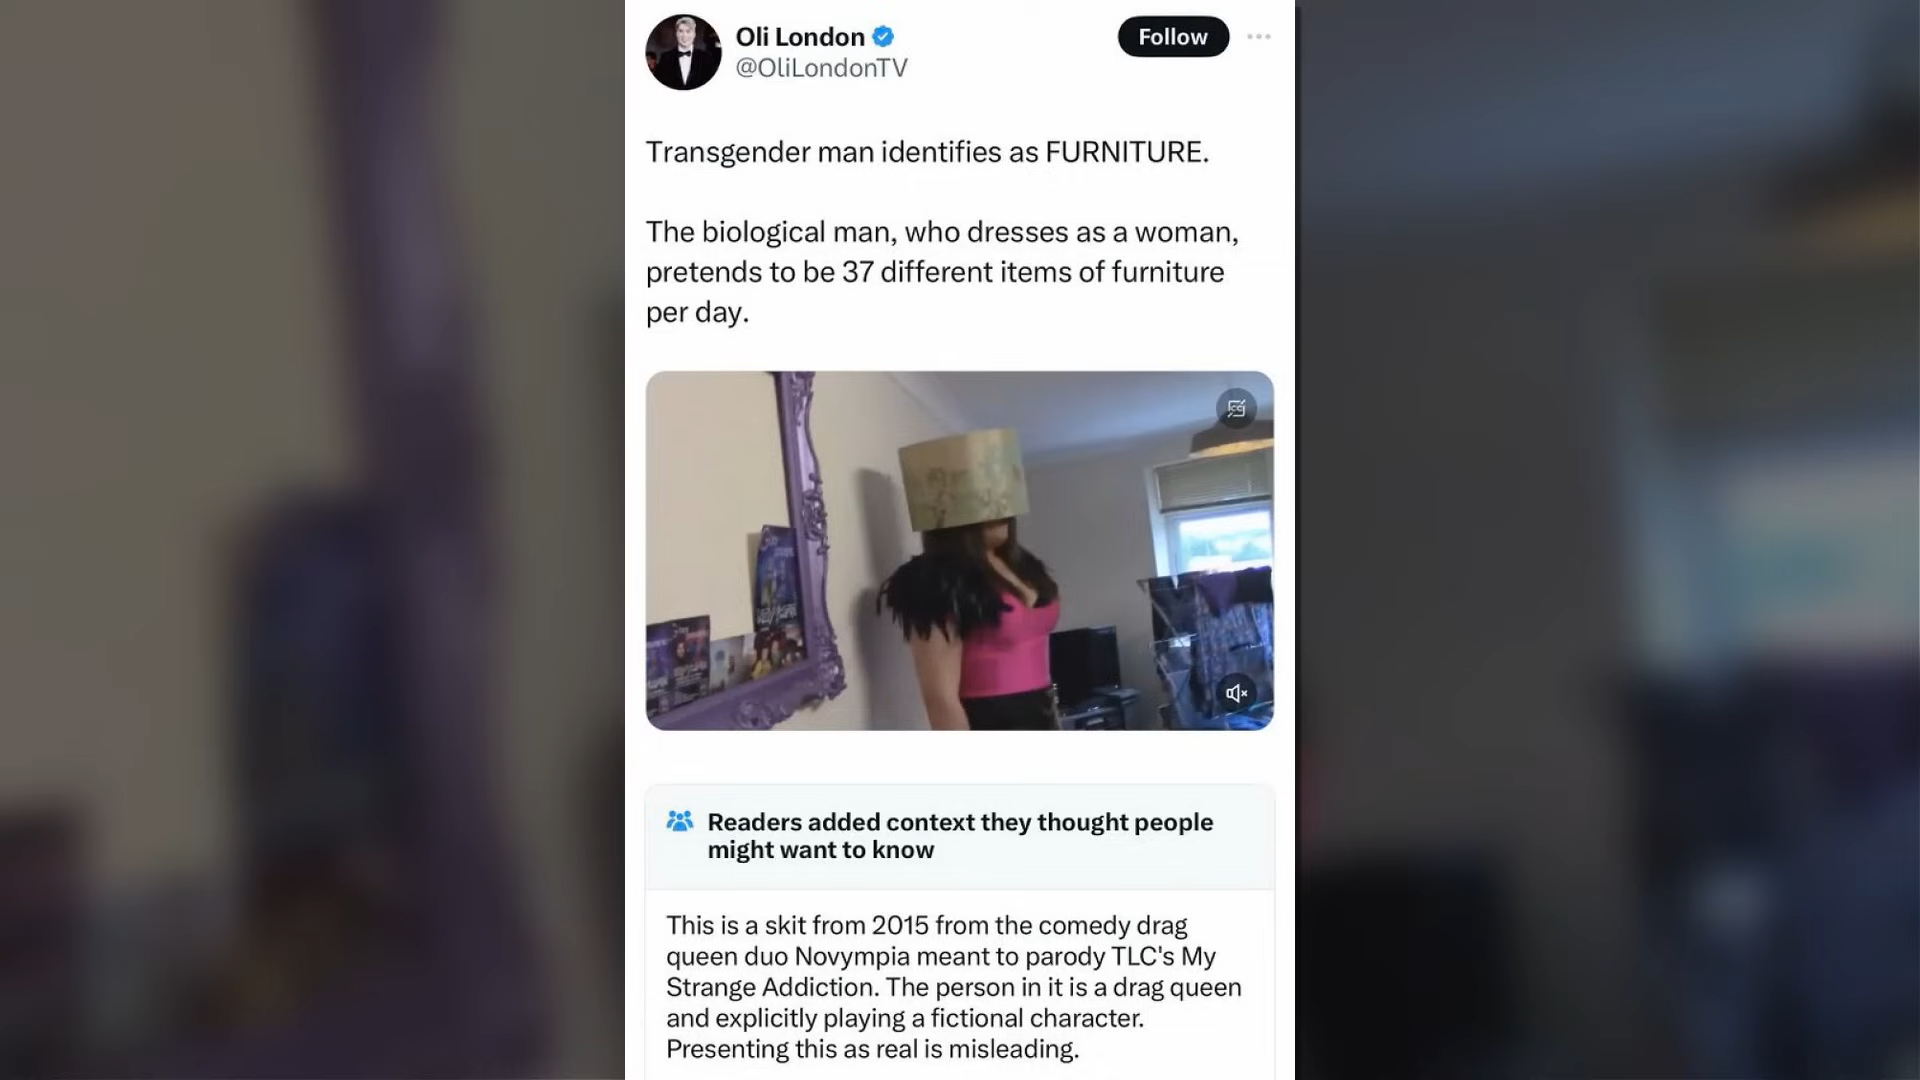 Oli London
@OliLondonTV
Follow
Transgender man identifies as FURNITURE.
The biological man, who dresses as a woman,
pretends to be 37 different items of furniture
per day.
Readers added context they thought people
might want to know
This is a skit from 2015 from the comedy drag
queen duo Novympia meant to parody TLC's My
Strange Addiction. The person in it is a drag queen
and explicitly playing a fictional character.
Presenting this as real is misleading.